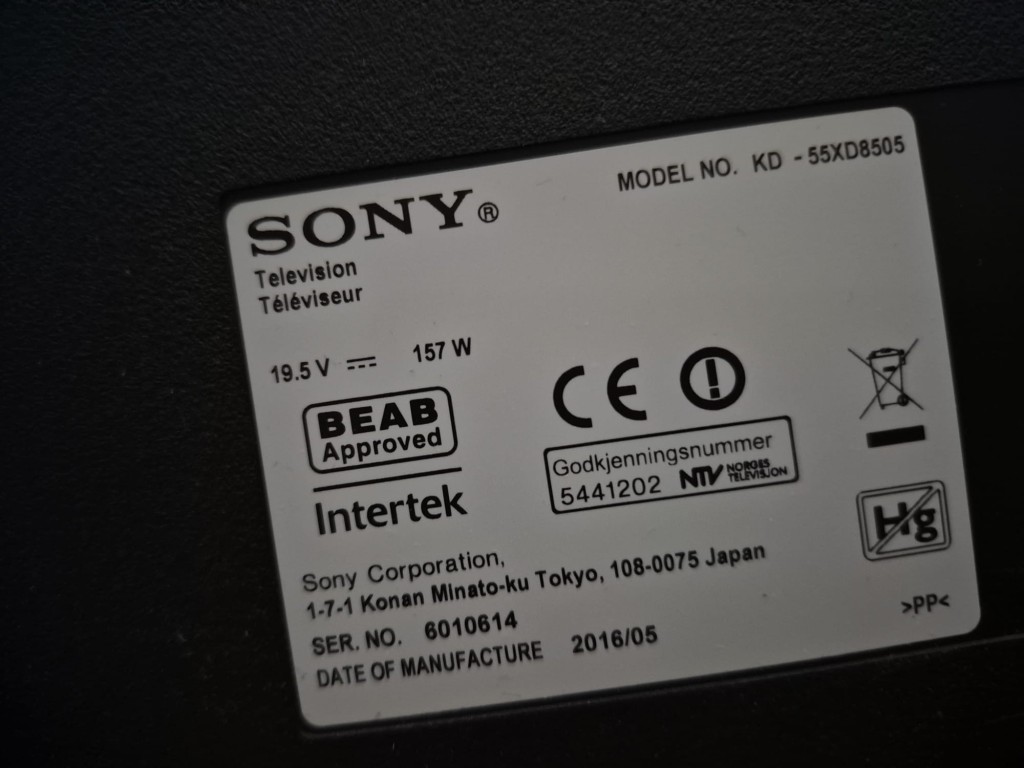 SONY®
MODEL NO. KD - 55XD8505
Television
Téléviseur
19.5 V 157 W
BEAB
Approved
Intertek
CE
Godkjenningsnummer
5441202 NTV NORGES TELEVISJON
Hg
Sony Corporation,
1-7-1 Konan Minato-ku Tokyo, 108-0075 Japan
SER. NO. 6010614
DATE OF MANUFACTURE 2016/05
>PP<